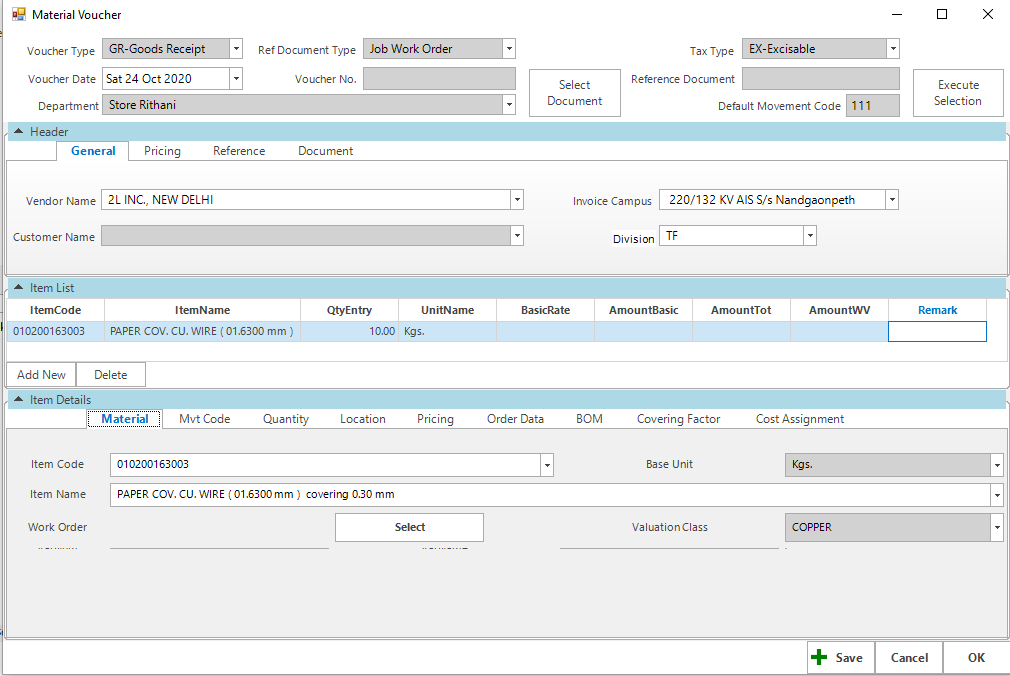 Material Voucher
Voucher Type GR-Goods Receipt Ref Document Type Job Work Order Tax Type EX-Excisable
Voucher Date Sat 24 Oct 2020 Voucher No. Select Document Reference Document Execute Selection
Department Store Rithani Default Movement Code 111
Header
General Pricing Reference Document
Vendor Name 2L INC., NEW DELHI Invoice Campus 220/132 KV AIS S/s Nandgaonpeth
Customer Name Division TF
Item List
ItemCode ItemName QtyEntry UnitName BasicRate AmountBasic AmountTot AmountWV Remark
010200163003 PAPER COV. CU. WIRE ( 01.6300 mm ) 10.00 Kgs.
Add New Delete
Item Details
Material Mvt Code Quantity Location Pricing Order Data BOM Covering Factor Cost Assignment
Item Code 010200163003 Base Unit Kgs.
Item Name PAPER COV. CU. WIRE ( 01.6300 mm ) covering 0.30 mm
Work Order Select Valuation Class COPPER
Save Cancel OK